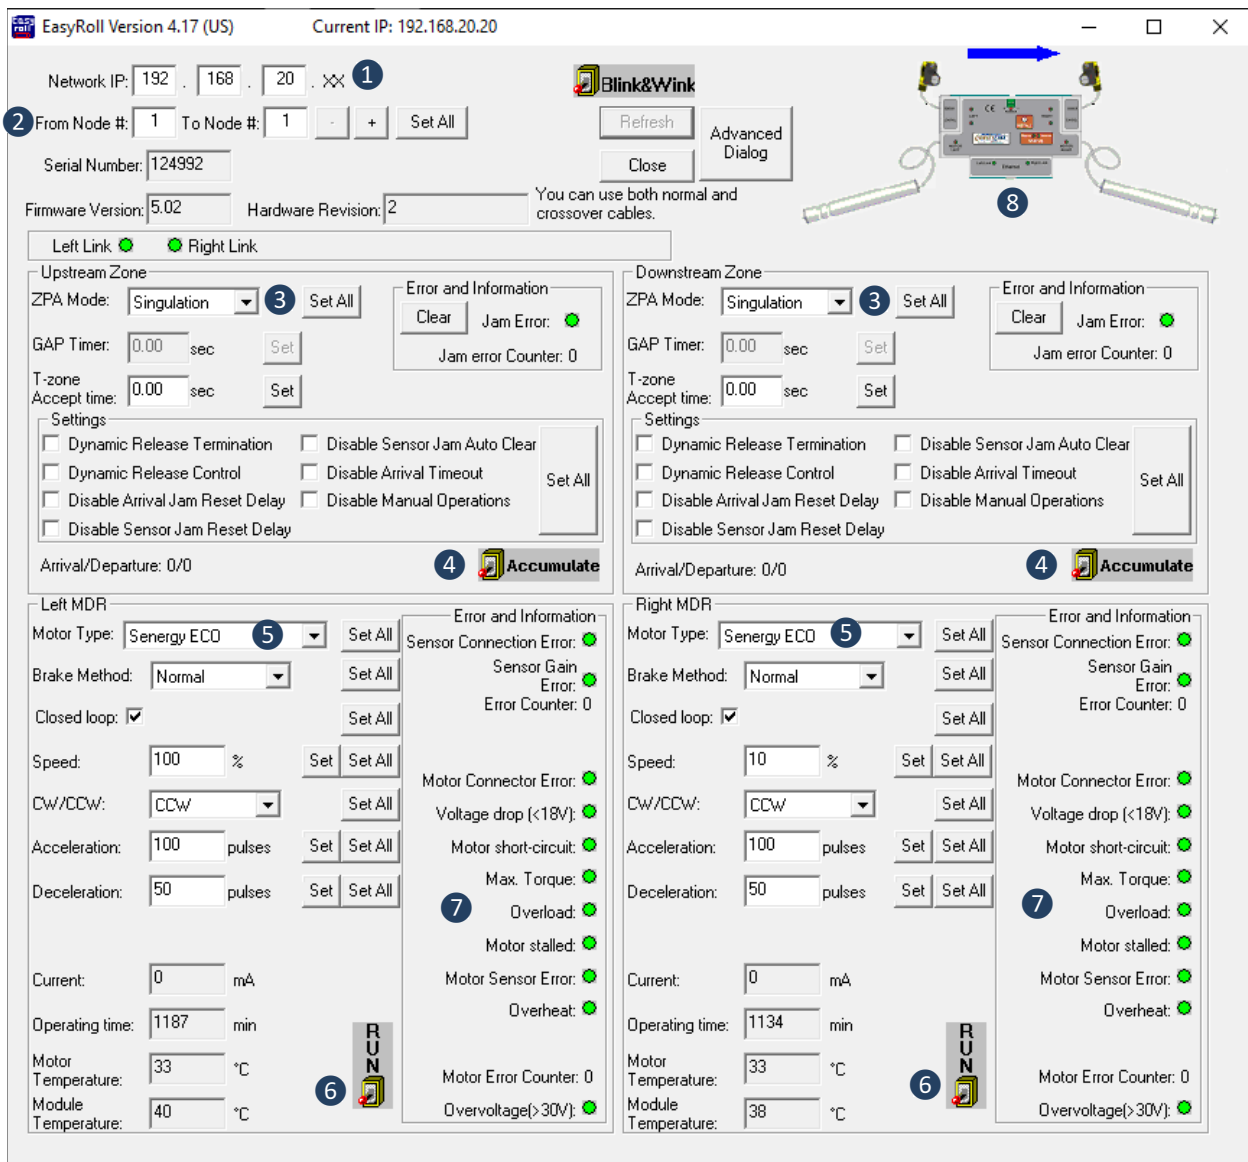 EasyRoll Version 4.17 (US) Current IP: 192.168.20.20
Network IP: 192 . 168 . 20 . XX 1
Blink&Wink
2 From Node #: 1 To Node #: 1 - + Set All
Refresh
Advanced Dialog
Serial Number: 124992
Close
Firmware Version: 5.02 Hardware Revision: 2
You can use both normal and
crossover cables.
8
Left Link Right Link
Upstream Zone
ZPA Mode: Singulation 3 Set All
GAP Timer: 0.00 sec Set
T-zone
Accept time: 0.00 sec Set
Error and Information
Clear Jam Error:
Jam error Counter: 0
Settings
Dynamic Release Termination
Dynamic Release Control
Disable Arrival Jam Reset Delay
Disable Sensor Jam Reset Delay
Disable Sensor Jam Auto Clear
Disable Arrival Timeout
Disable Manual Operations
Set All
Arrival/Departure: 0/0 4 Accumulate
Downstream Zone
ZPA Mode: Singulation 3 Set All
GAP Timer: 0.00 sec Set
T-zone
Accept time: 0.00 sec Set
Error and Information
Clear Jam Error:
Jam error Counter: 0
Settings
Dynamic Release Termination
Dynamic Release Control
Disable Arrival Jam Reset Delay
Disable Sensor Jam Reset Delay
Disable Sensor Jam Auto Clear
Disable Arrival Timeout
Disable Manual Operations
Set All
Arrival/Departure: 0/0 4 Accumulate
Left MDR
Motor Type: Senergy ECO 5 Set All
Brake Method: Normal Set All
Closed loop: Set All
Speed: 100 % Set Set All
CW/CCW: CCW Set All
Acceleration: 100 pulses Set Set All
Deceleration: 50 pulses Set Set All
Current: 0 mA
Operating time: 1187 min
Motor
Temperature: 33 °C
Module
Temperature: 40 °C
6 RUN
Error and Information
Sensor Connection Error:
Sensor Gain
Error:
Error Counter: 0
Motor Connector Error:
Voltage drop (<18V):
Motor short-circuit:
Max. Torque:
7 Overload:
Motor stalled:
Motor Sensor Error:
Overheat:
Motor Error Counter: 0
Overvoltage(>30V):
Right MDR
Motor Type: Senergy ECO 5 Set All
Brake Method: Normal Set All
Closed loop: Set All
Speed: 10 % Set Set All
CW/CCW: CCW Set All
Acceleration: 100 pulses Set Set All
Deceleration: 50 pulses Set Set All
Current: 0 mA
Operating time: 1134 min
Motor
Temperature: 33 °C
Module
Temperature: 38 °C
6 RUN
Error and Information
Sensor Connection Error:
Sensor Gain
Error:
Error Counter: 0
Motor Connector Error:
Voltage drop (<18V):
Motor short-circuit:
Max. Torque:
7 Overload:
Motor stalled:
Motor Sensor Error:
Overheat:
Motor Error Counter: 0
Overvoltage(>30V):